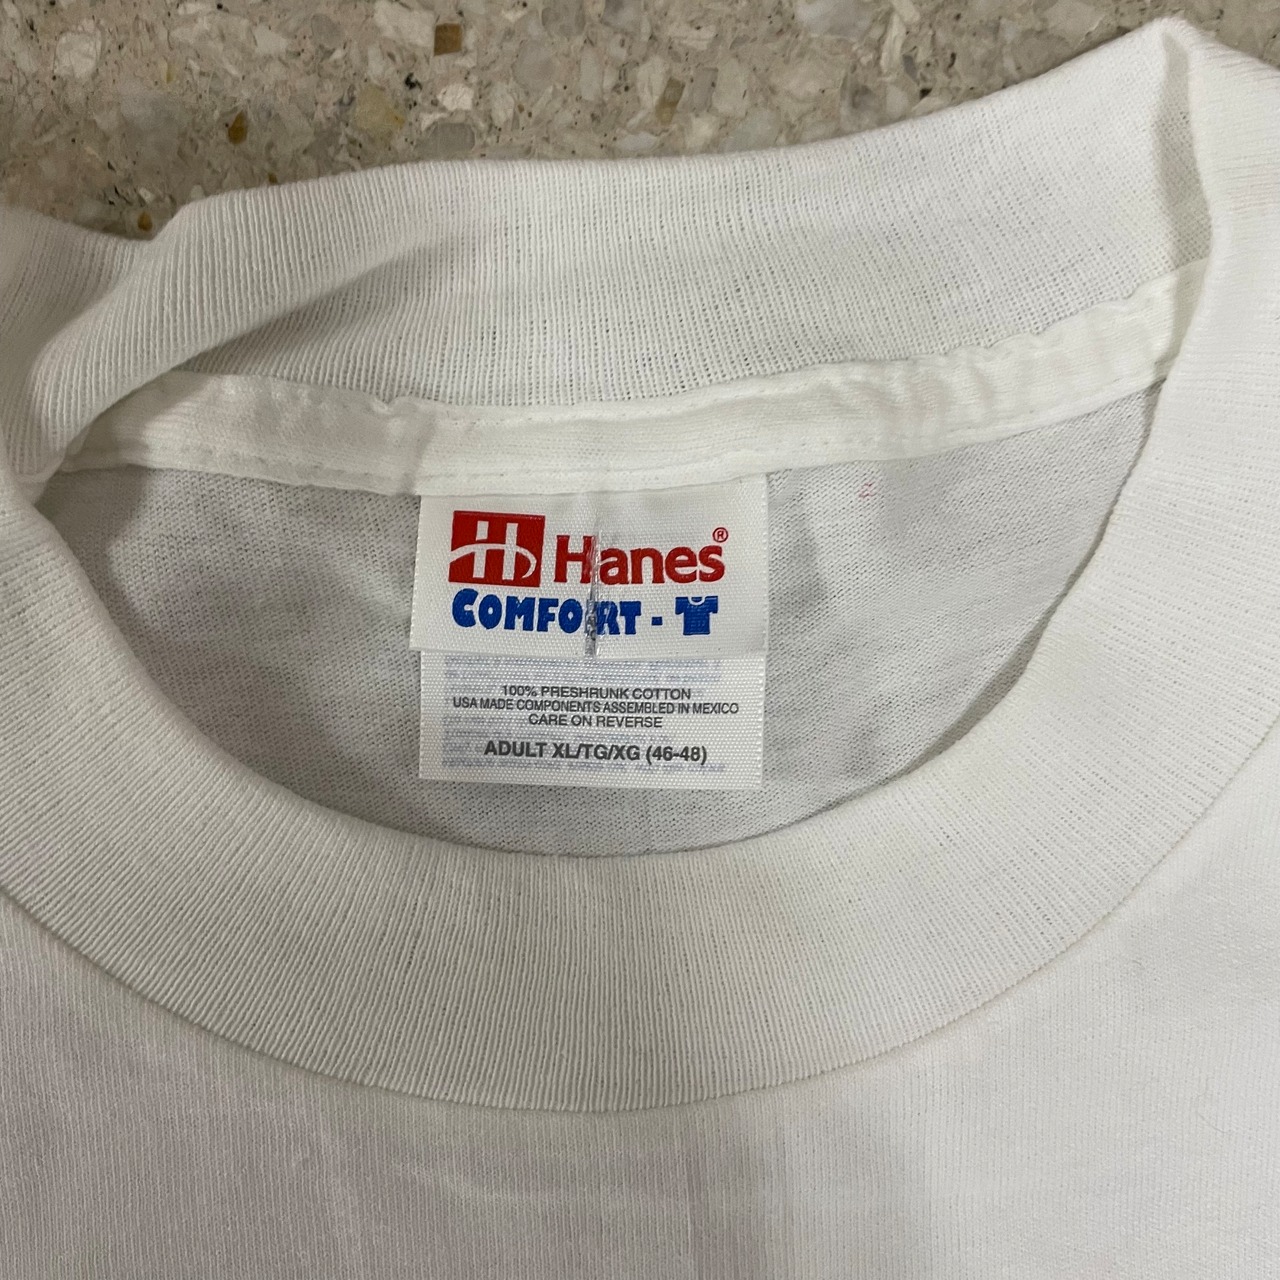 H Hanes®
COMFORT -
100% PRESHRUNK COTTON
USA MADE COMPONENTS ASSEMBLED IN MEXICO
CARE ON REVERSE
ADULT XL/TG/XG (46-48)